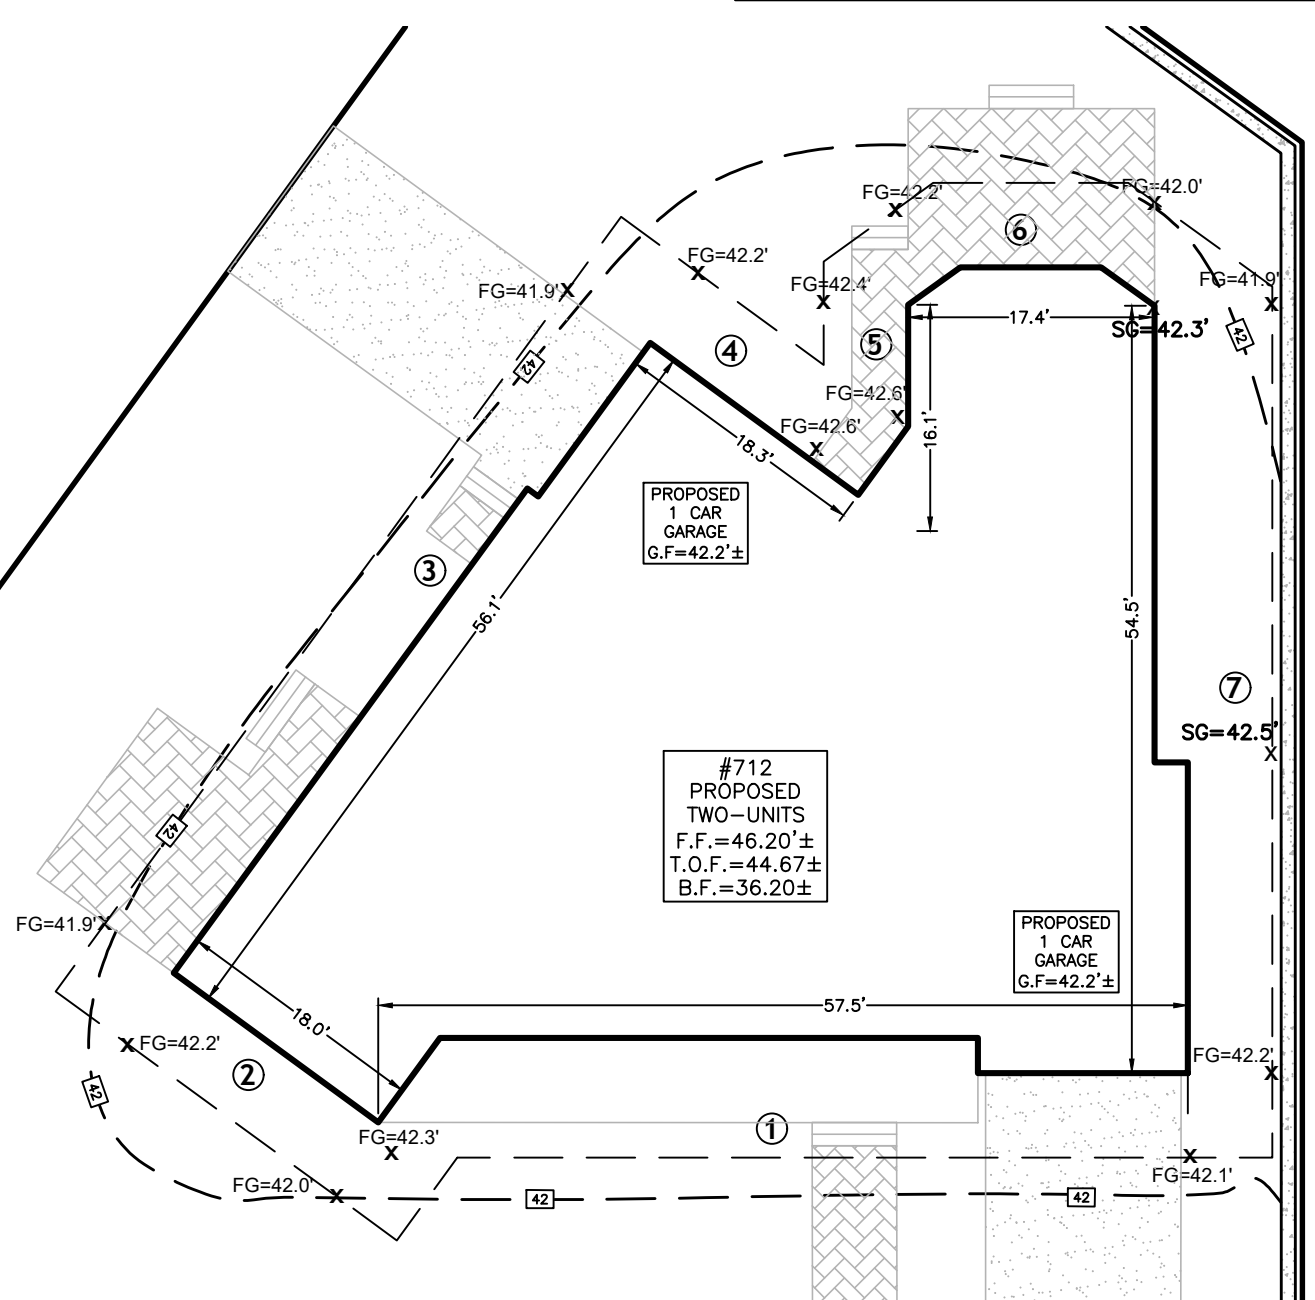 FG=42.2'
FG=42.0'
⑥
FG=42.2'
FG=41.9'
FG=41.9'
FG=42.4'
17.4'
SG=42.3'
42
④
⑤
42
FG=42.6'
FG=42.6'
16.1'
18.3'
PROPOSED
1 CAR
GARAGE
G.F=42.2'±
③
56.1'
54.5'
⑦
SG=42.5'
#712
PROPOSED
TWO-UNITS
F.F.=46.20'±
T.O.F.=44.67±
B.F.=36.20±
42
FG=41.9'
PROPOSED
1 CAR
GARAGE
G.F=42.2'±
57.5'
18.0'
FG=42.2'
FG=42.2'
②
42
①
FG=42.3'
FG=42.1'
FG=42.0'
42
42